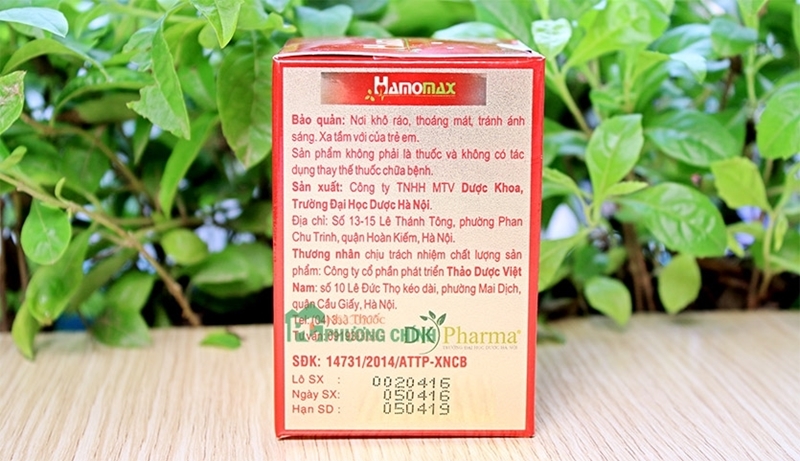 HAMOMAX
Bảo quản: Nơi khô ráo, thoáng mát, tránh ánh
sáng. Xa tầm với của trẻ em.
Sản phẩm không phải là thuốc và không có tác
dụng thay thế thuốc chữa bệnh.
Sản xuất: Công ty TNHH MTV Dược Khoa,
Trường Đại Học Dược Hà Nội.
Địa chỉ: Số 13-15 Lê Thánh Tông, phường Phan
Chu Trinh, quận Hoàn Kiếm, Hà Nội.
Thương nhân chịu trách nhiệm chất lượng sản
phẩm: Công ty cổ phần phát triển Thảo Dược Việt
Nam: số 10 Lê Đức Thọ kéo dài, phường Mai Dịch,
quận Cầu Giấy, Hà Nội.
Tel: (04)
Nhà Thuốc
PHƯƠNG CHÍNH
DK Pharma®
SĐK: 14731/2014/ATTP-XNCB
Lô SX : 0020416
Ngày SX: 050416
Hạn SD : 050419